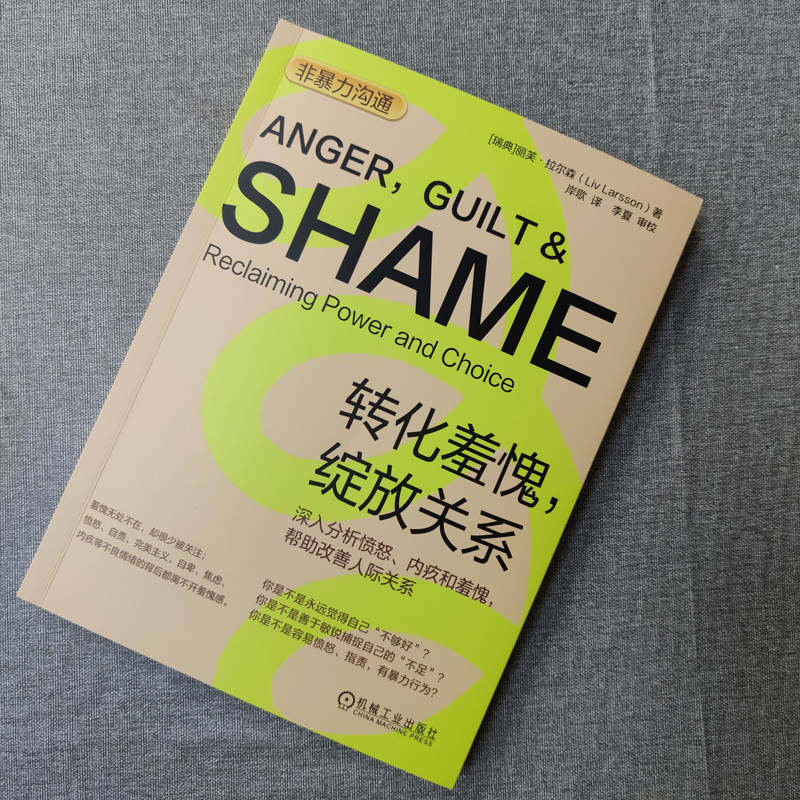 非暴力沟通
[瑞典]丽芙·拉尔森（Liv Larsson）著
岸歌 译 李夏 审校
ANGER, GUILT &
SHAME
Reclaiming Power and Choice
转化羞愧，
绽放关系
深入分析愤怒、内疚和羞愧，
帮助改善人际关系
羞愧无处不在，却很少被关注；
愤怒、自责、完美主义、自卑、焦虑、
内疚等不良情绪的背后都离不开羞愧感。
你是不是永远觉得自己“不够好”？
你是不是善于敏锐捕捉自己的“不足”？
你是不是容易愤怒、指责，有暴力行为？
机械工业出版社
CHINA MACHINE PRESS